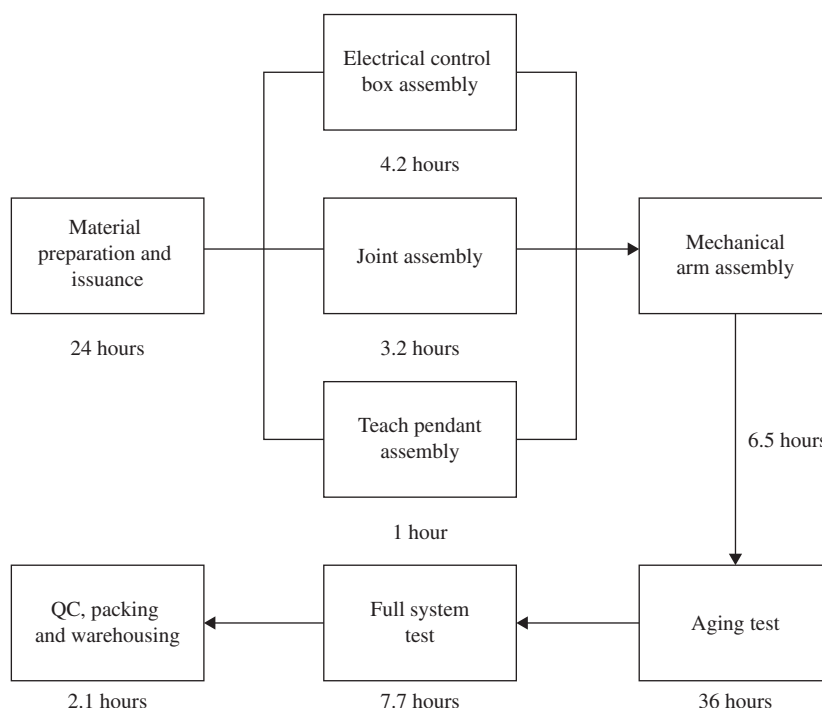 Electrical control
box assembly
4.2 hours
Material
preparation and
issuance
24 hours
Joint assembly
3.2 hours
Mechanical
arm assembly
Teach pendant
assembly
1 hour
6.5 hours
QC, packing
and warehousing
2.1 hours
Full system
test
7.7 hours
Aging test
36 hours